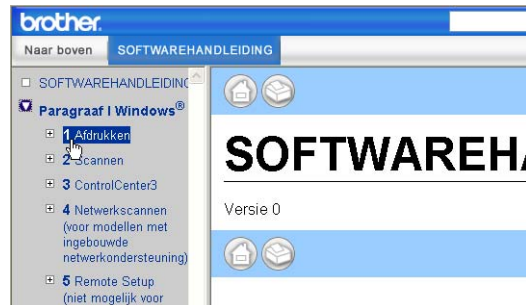 brother.
Naar boven SOFTWAREHANDLEIDING
SOFTWAREHANDLEIDING
Paragraaf I Windows®
1 Afdrukken
2 Scannen
3 ControlCenter3
4 Netwerkscannen
(voor modellen met
ingebouwde
netwerkondersteuning)
5 Remote Setup
(niet mogelijk voor
SOFTWAREHA
Versie 0